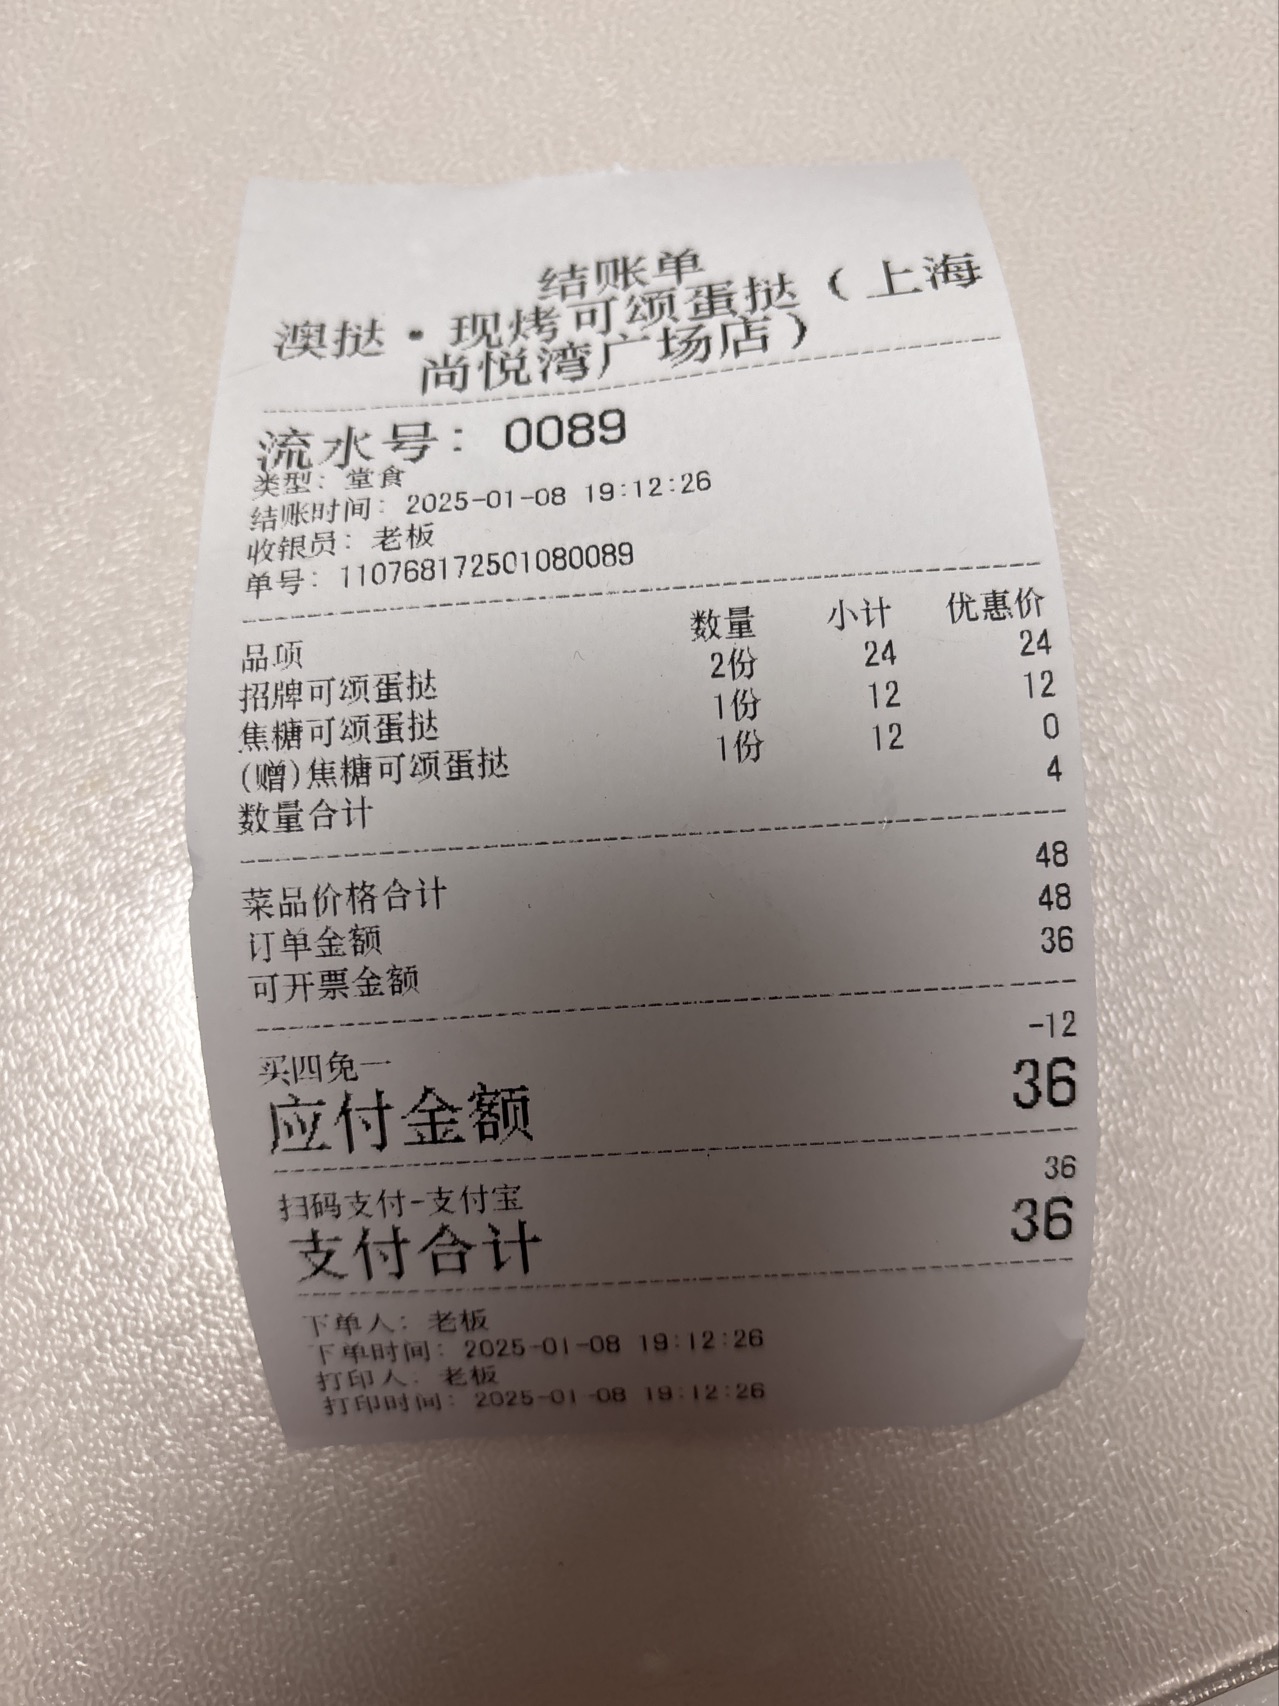 结账单
澳挞·现烤可颂蛋挞(上海
尚悦湾广场店)
流水号: 0089
类型: 堂食
结账时间: 2025-01-08 19:12:26
收银员: 老板
单号: 110768172501080089
品项 数量 小计 优惠价
招牌可颂蛋挞 2份 24 24
焦糖可颂蛋挞 1份 12 12
(赠)焦糖可颂蛋挞 1份 12 0
数量合计 4
菜品价格合计 48
订单金额 48
可开票金额 36
买四免一 -12
应付金额 36
扫码支付-支付宝 36
支付合计 36
下单人: 老板
下单时间: 2025-01-08 19:12:26
打印人: 老板
打印时间: 2025-01-08 19:12:26